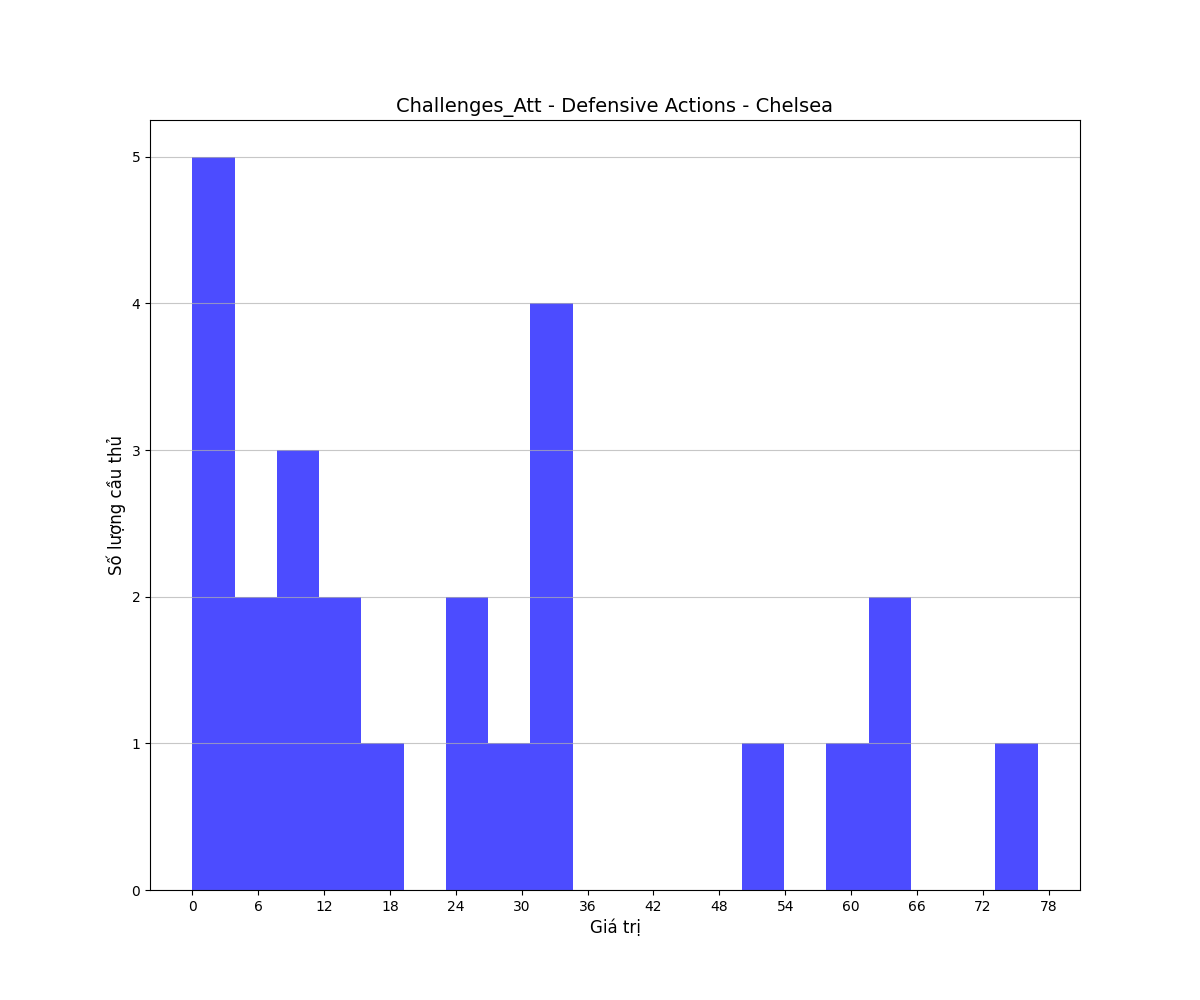 Challenges_Att - Defensive Actions - Chelsea
5
4
3
2
1
0
Số lượng cầu thủ
0 6 12 18 24 30 36 42 48 54 60 66 72 78
Giá trị